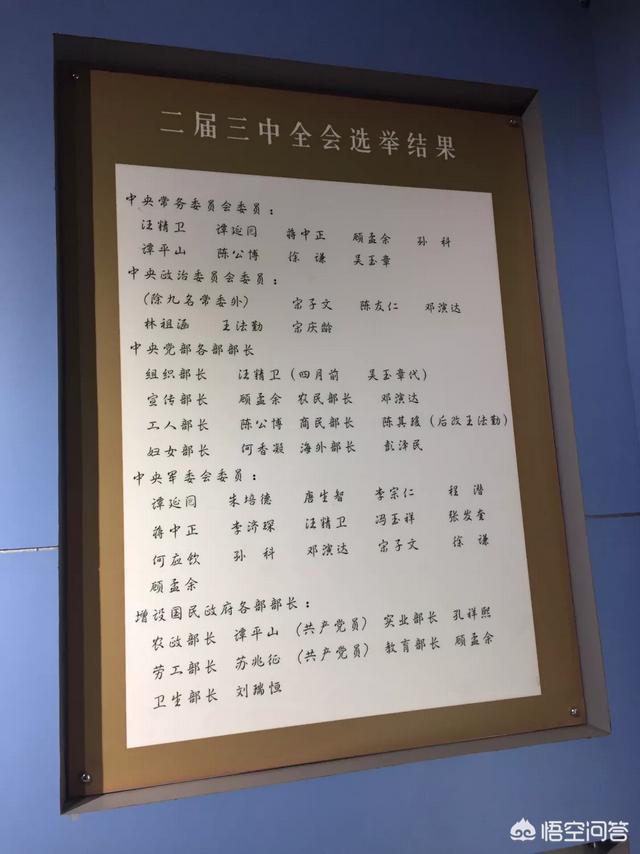 二届三中全会选举结果
中央常务委员会委员：
汪精卫 谭延闿 蒋中正 顾孟余 孙科
谭平山 陈公博 徐谦 吴玉章
中央政治委员会委员：
（除九名常委外） 宋子文 陈友仁 邓演达
林祖涵 王法勤 宋庆龄
中央党部各部部长
组织部长 汪精卫（四月前 吴玉章代）
宣传部长 顾孟余 农民部长 邓演达
工人部长 陈公博 商民部长 陈其瑗（后改王法勤）
妇女部长 何香凝 海外部长 彭泽民
中央军委会委员：
谭延闿 朱培德 唐生智 李宗仁 程潜
蒋中正 李济琛 汪精卫 冯玉祥 张发奎
何应钦 孙科 邓演达 宋子文 徐谦
顾孟余
增设国民政府各部部长：
农政部长 谭平山（共产党员） 实业部长 孔祥熙
劳工部长 苏兆征（共产党员） 教育部长 顾孟余
卫生部长 刘瑞恒
悟空问答